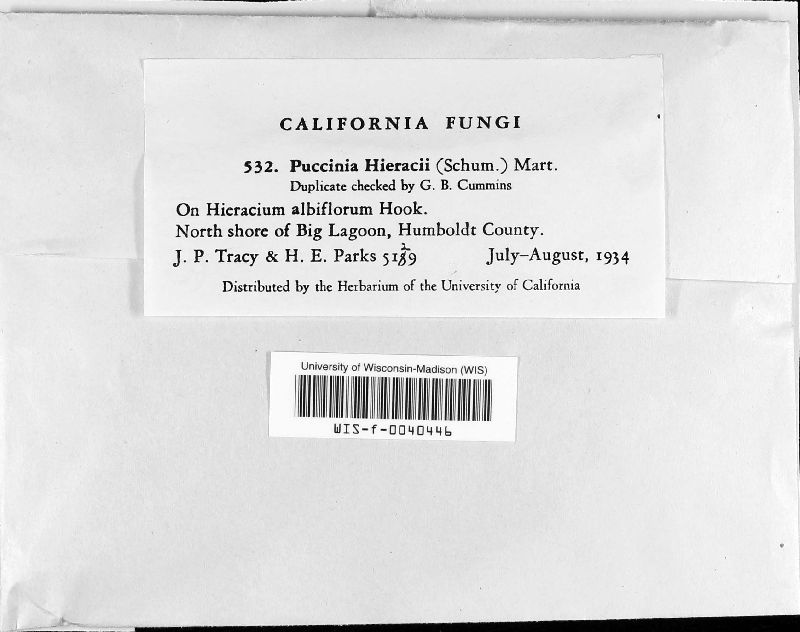 CALIFORNIA FUNGI
532. Puccinia Hieracii (Schum.) Mart.
Duplicate checked by G. B. Cummins
On Hieracium albiflorum Hook.
North shore of Big Lagoon, Humboldt County.
J. P. Tracy & H. E. Parks 5129 July–August, 1934
Distributed by the Herbarium of the University of California
University of Wisconsin-Madison (WIS)
WIS-f-0040446